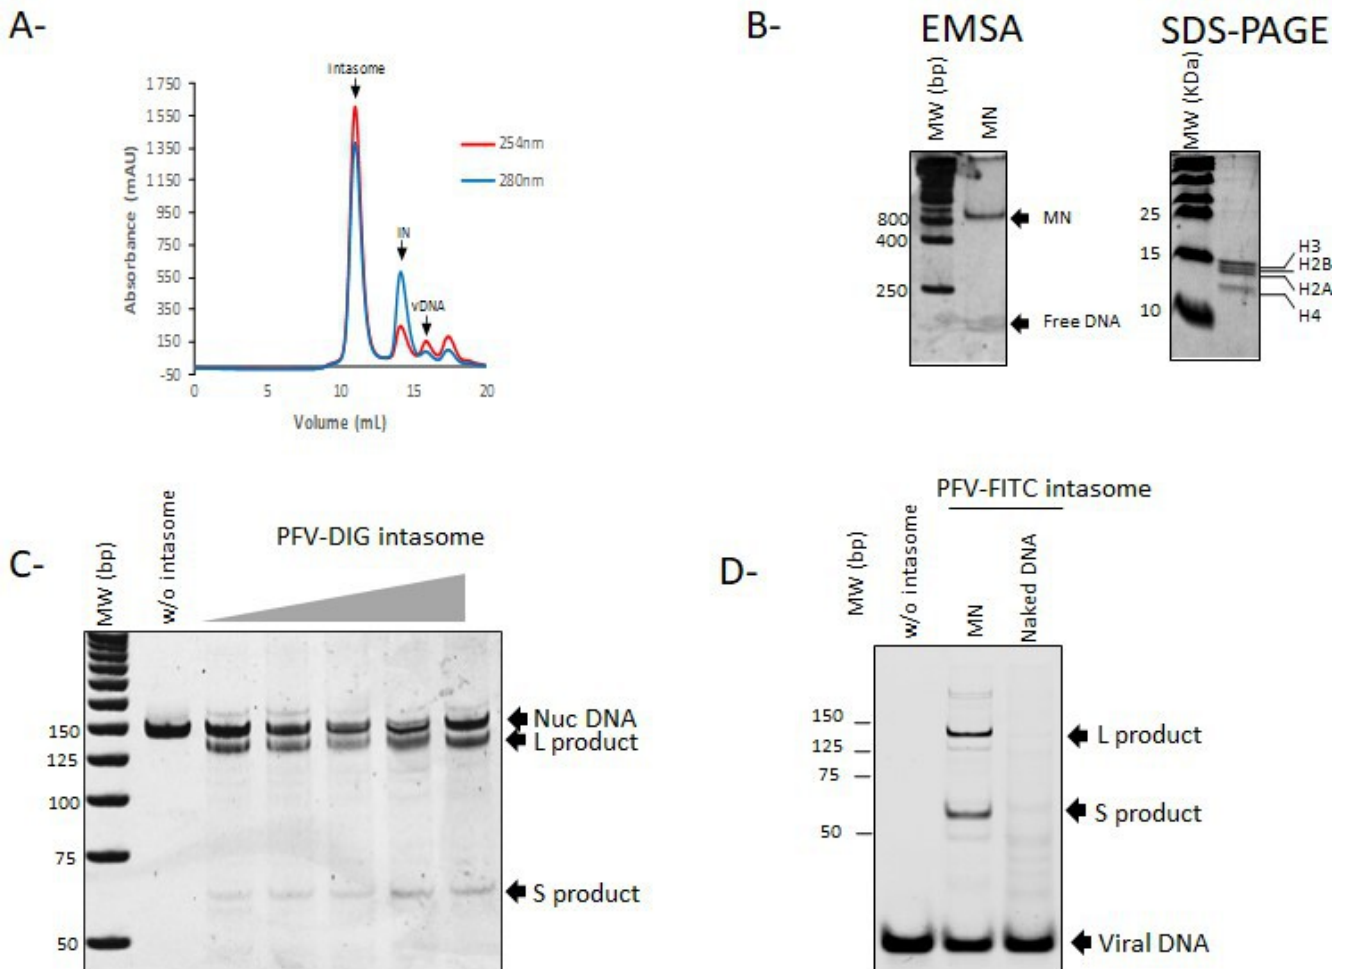 A-
Intasome
1750
1550
1350
1150
950
750
550
350
150
-50
Absorbance (mAU)
254nm
280nm
IN
vDNA
0 5 10 15 20
Volume (mL)
B-
EMSA
SDS-PAGE
MW (bp)
MN
800
400
250
MN
Free DNA
MW (KDa)
25
15
10
H3
H2B
H2A
H4
C-
MW (bp)
w/o intasome
PFV-DIG intasome
150
125
100
75
50
Nuc DNA
L product
S product
D-
PFV-FITC intasome
MW (bp)
w/o intasome
MN
Naked DNA
150
125
75
50
L product
S product
Viral DNA